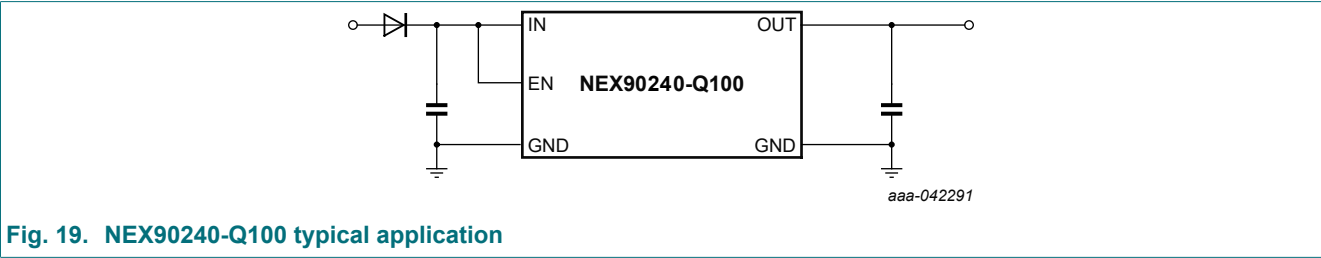 IN OUT
EN NEX90240-Q100
GND GND
aaa-042291
Fig. 19. NEX90240-Q100 typical application